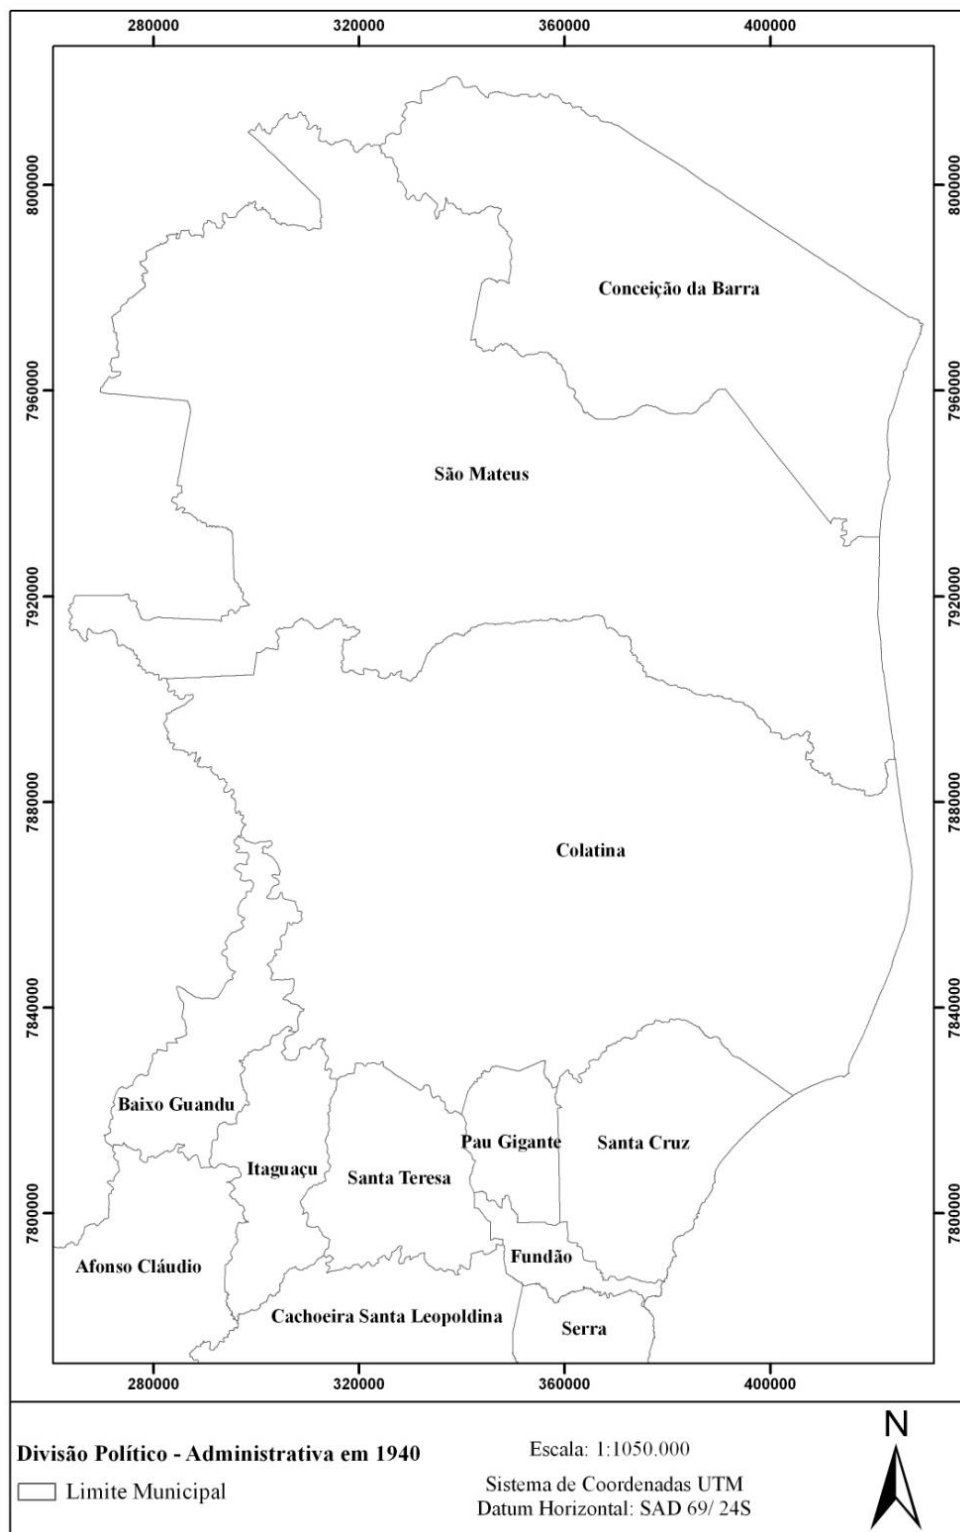 280000 320000 360000 400000
8000000 8000000
Conceição da Barra
7960000 7960000
São Mateus
7920000 7920000
7880000 7880000
Colatina
7840000 7840000
Baixo Guandu
Pau Gigante Santa Cruz
Itaguaçu
Santa Teresa
7800000 7800000
Fundão
Afonso Cláudio
Cachoeira Santa Leopoldina
Serra
280000 320000 360000 400000
N
Divisão Político - Administrativa em 1940
Limite Municipal
Escala: 1:1050.000
Sistema de Coordenadas UTM
Datum Horizontal: SAD 69/ 24S